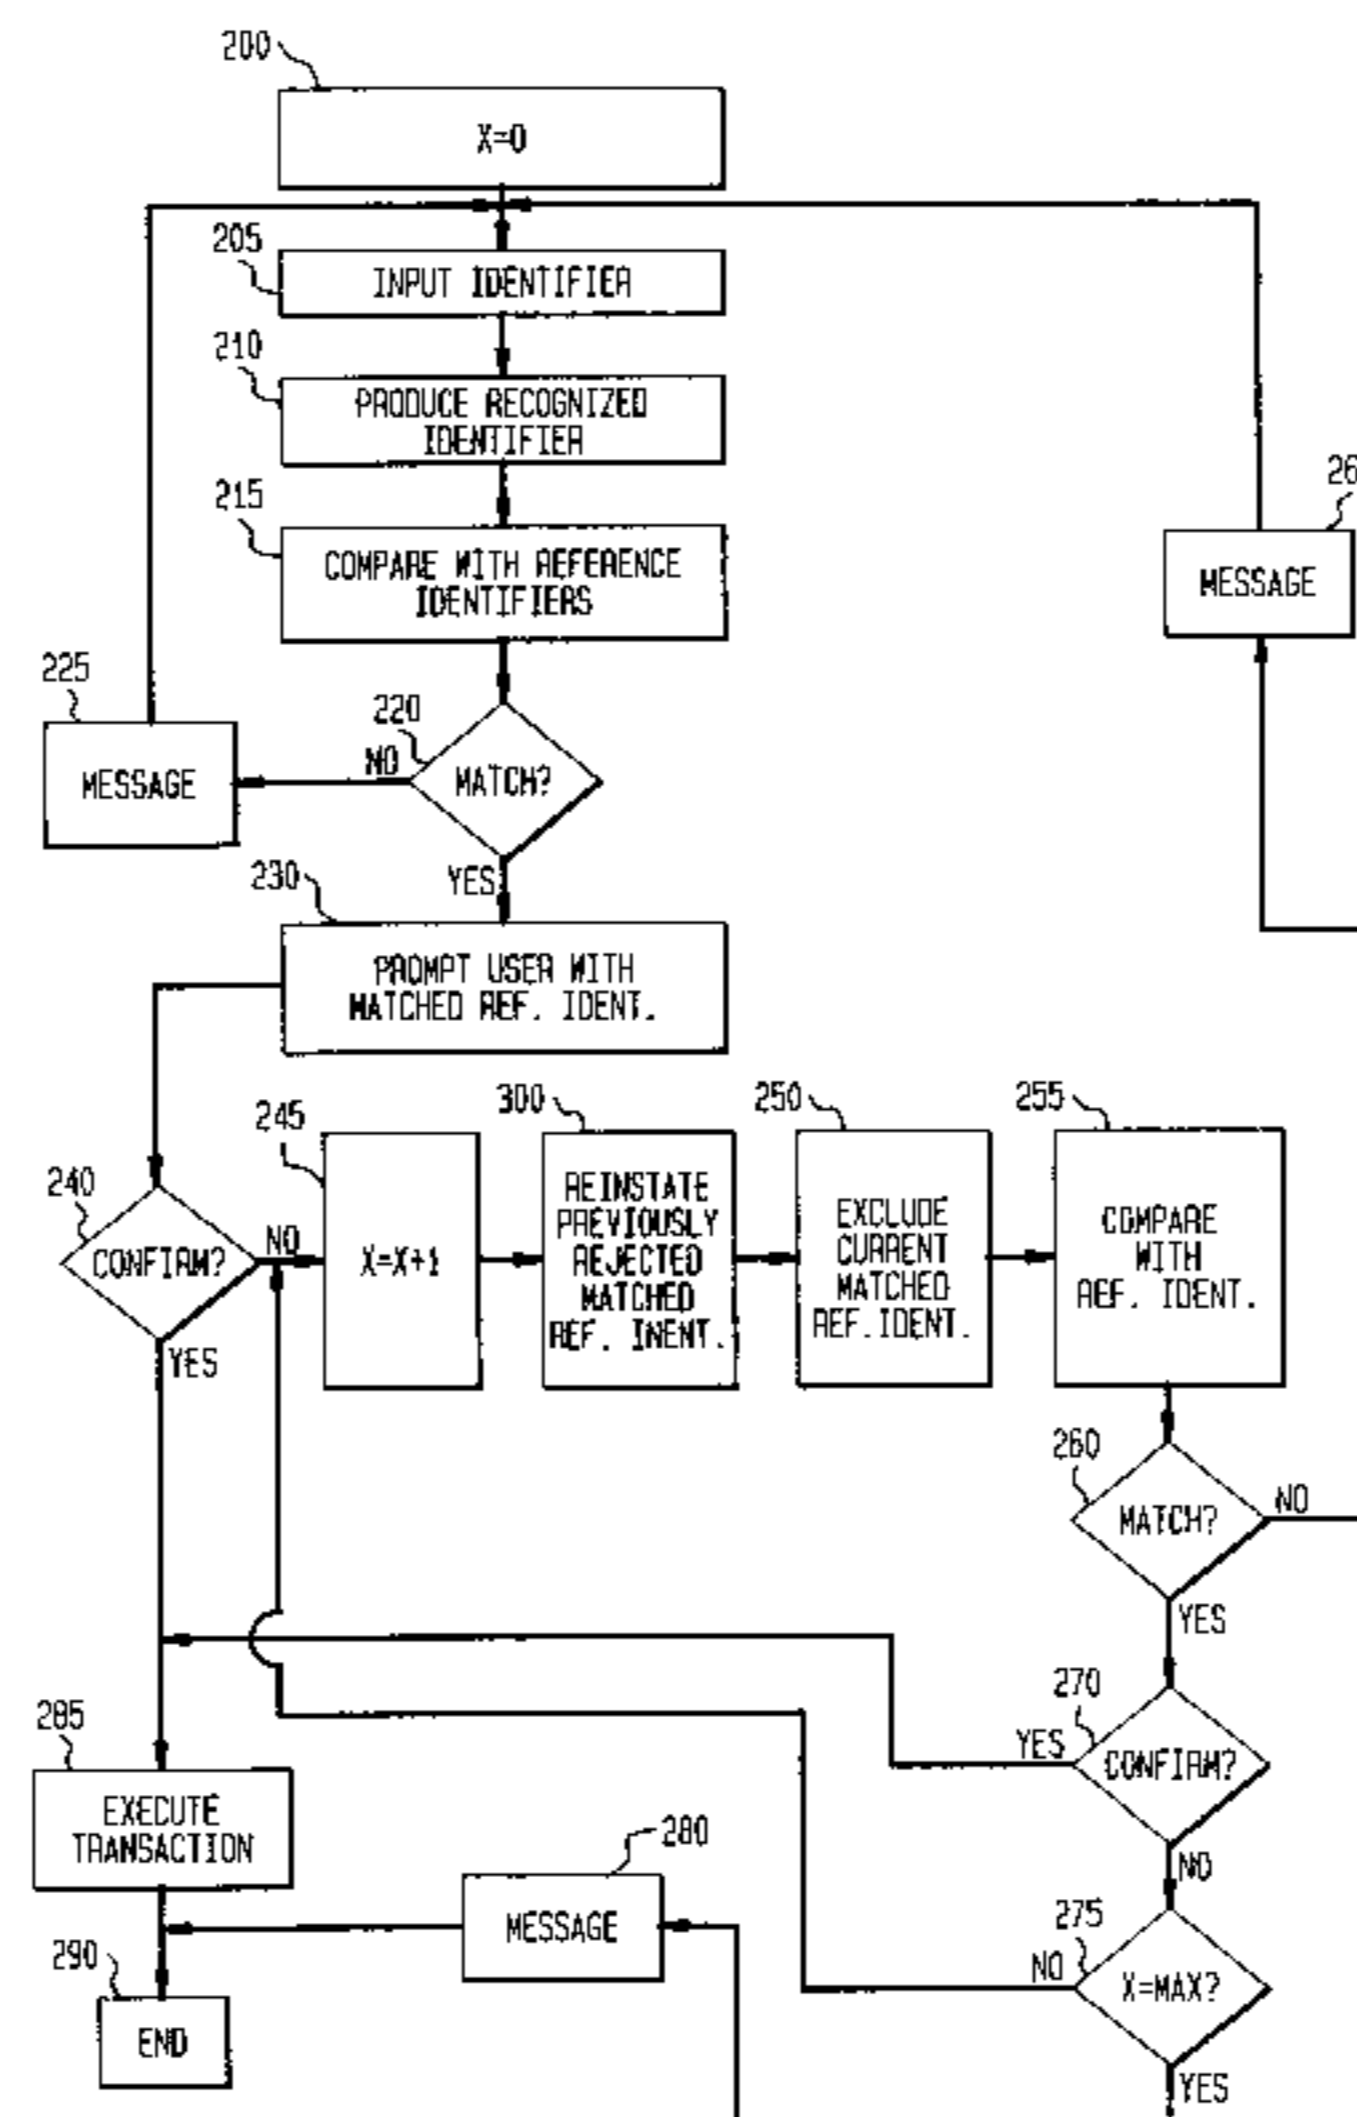 200
X=0
205
INPUT IDENTIFIER
210
PRODUCE RECOGNIZED
IDENTIFIER
215
COMPARE WITH REFERENCE
IDENTIFIERS
26
MESSAGE
225
MESSAGE
220
NO
MATCH?
YES
230
PROMPT USER WITH
MATCHED REF. IDENT.
240
CONFIRM?
NO
YES
245
X=X+1
300
REINSTATE
PREVIOUSLY
REJECTED
MATCHED
REF. INENT.
250
EXCLUDE
CURRENT
MATCHED
REF.IDENT.
255
COMPARE
WITH
REF. IDENT.
260
MATCH?
NO
YES
270
YES
CONFIRM?
NO
285
EXECUTE
TRANSACTION
280
MESSAGE
275
NO
X=MAX?
YES
290
END